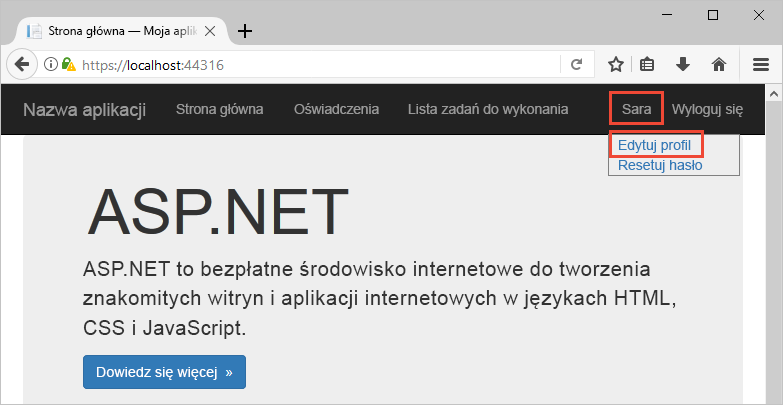 Strona główna — Moja aplik
https://localhost:44316
Nazwa aplikacji Strona główna Oświadczenia Lista zadań do wykonania Sara Wyloguj się
Edytuj profil
Resetuj hasło
ASP.NET
ASP.NET to bezpłatne środowisko internetowe do tworzenia
znakomitych witryn i aplikacji internetowych w językach HTML,
CSS i JavaScript.
Dowiedz się więcej »